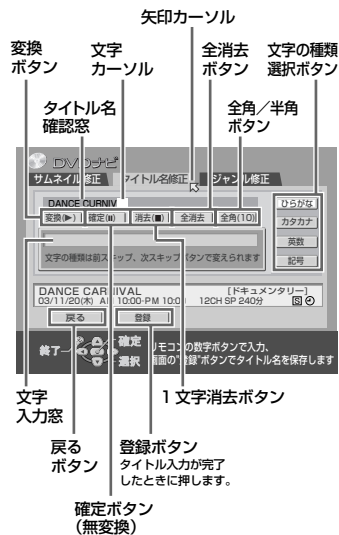 矢印カーソル
変換
ボタン
文字
カーソル
全消去
ボタン
文字の種類
選択ボタン
タイトル名
確認窓
全角／半角
ボタン
DVDナビ
サムネイル修正
タイトル名修正
ジャンル修正
DANCE CURNIV
変換(▶)
確定(⏸)
消去(■)
全消去
全角(10)
ひらがな
カタカナ
英数
記号
文字の種類は前スキップ、次スキップボタンで変えられます
DANCE CARNIVAL [ドキュメンタリー]
03/11/20(木) AM 10:00-PM 10:00 12CH SP 240分
戻る
登録
終了
確定
選択
リモコンの数字ボタンで入力、
画面の"登録"ボタンでタイトル名を保存します
文字
入力窓
1文字消去ボタン
戻る
ボタン
登録ボタン
タイトル入力が完了
したときに押します。
確定ボタン
(無変換)